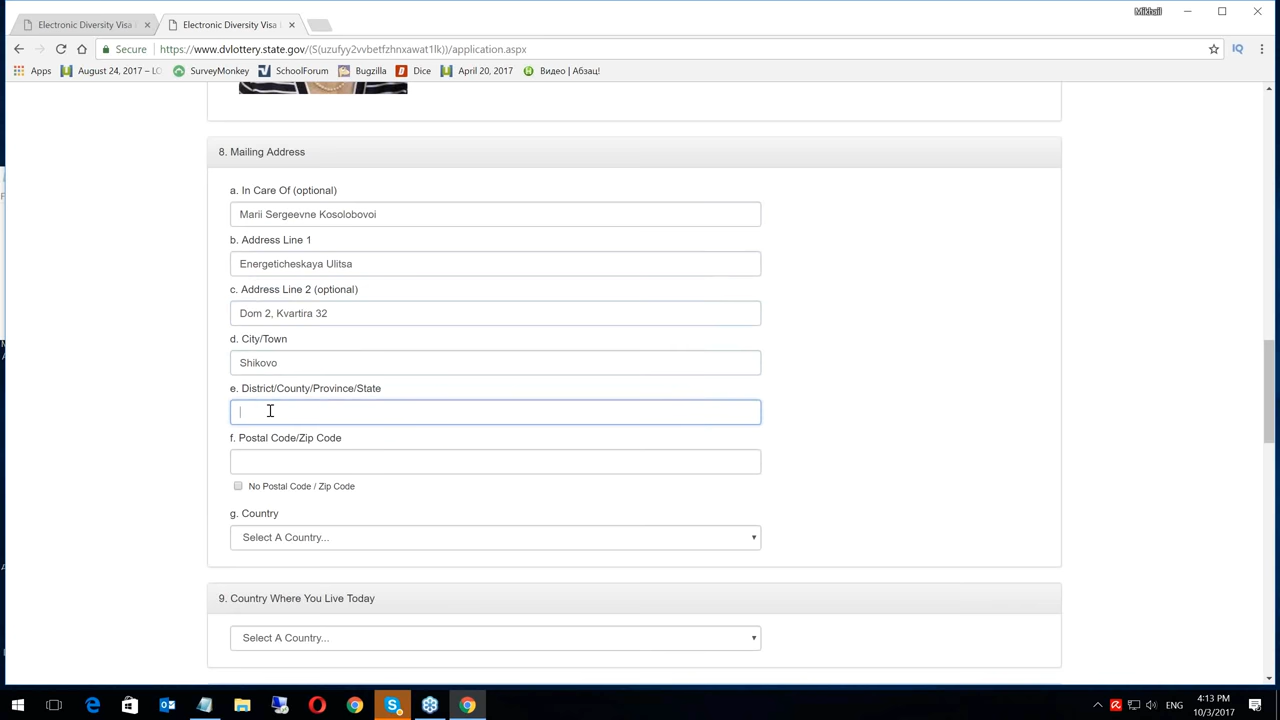 Mikhail
Electronic Diversity Visa
Electronic Diversity Visa
Secure https://www.dvlottery.state.gov/(S(uzufyy2vvbetfzhnxawat1lk))/application.aspx
Apps August 24, 2017 – LO SurveyMonkey SchoolForum Bugzilla Dice April 20, 2017 Видео | Абзац!
8. Mailing Address
a. In Care Of (optional)
Marii Sergeevne Kosolobovoi
b. Address Line 1
Energeticheskaya Ulitsa
c. Address Line 2 (optional)
Dom 2, Kvartira 32
d. City/Town
Shikovo
e. District/County/Province/State
f. Postal Code/Zip Code
No Postal Code / Zip Code
g. Country
Select A Country...
9. Country Where You Live Today
Select A Country...
ENG
4:13 PM
10/3/2017